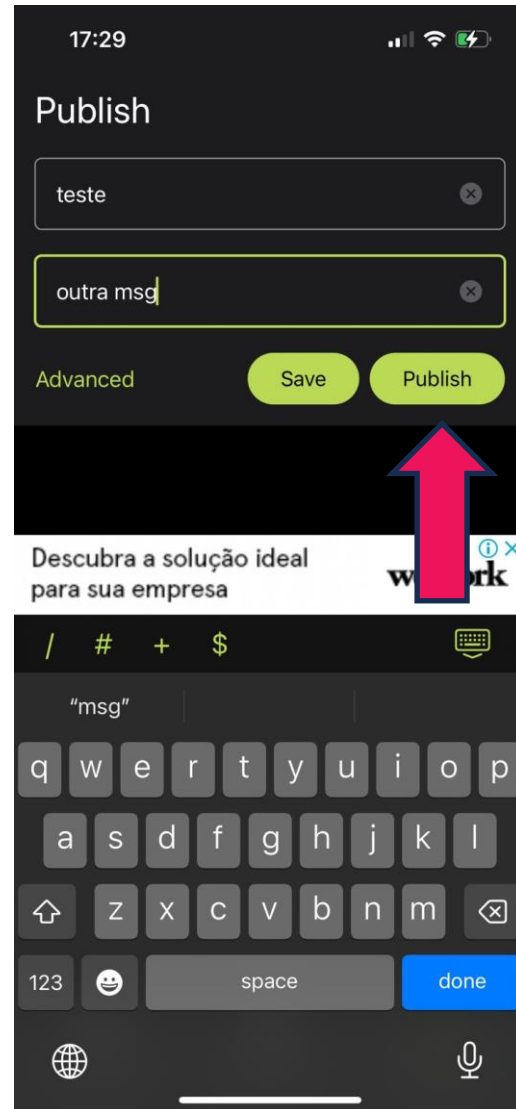 17:29
Publish
teste
outra msg
Advanced Save Publish
Descubra a solução ideal
para sua empresa
/ # + $
“msg”
q w e r t y u i o p
a s d f g h j k l
z x c v b n m
123 space done